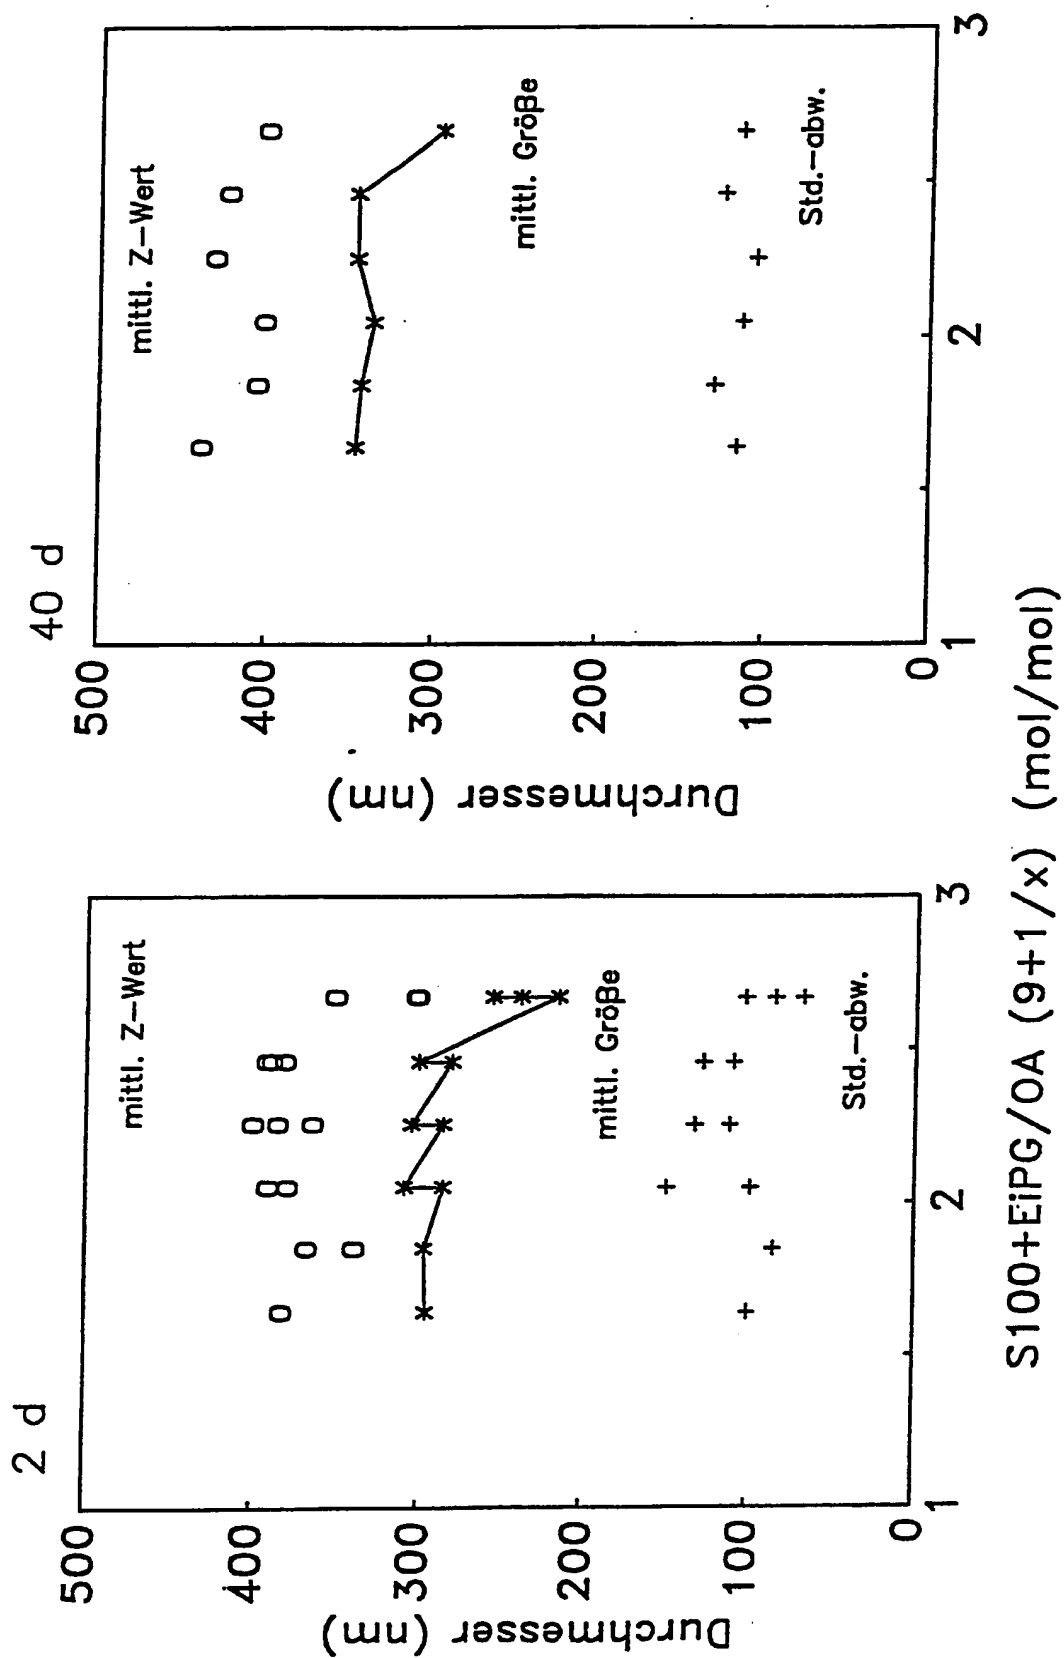 2 d
Durchmesser (nm)
500
400
300
200
100
0
mittl. Z-Wert
mittl. Größe
Std.-abw.
1
2
3
40 d
Durchmesser (nm)
500
400
300
200
100
0
mittl. Z-Wert
mittl. Größe
Std.-abw.
1
2
3
S100+EiPG/OA (9+1/x) (mol/mol)